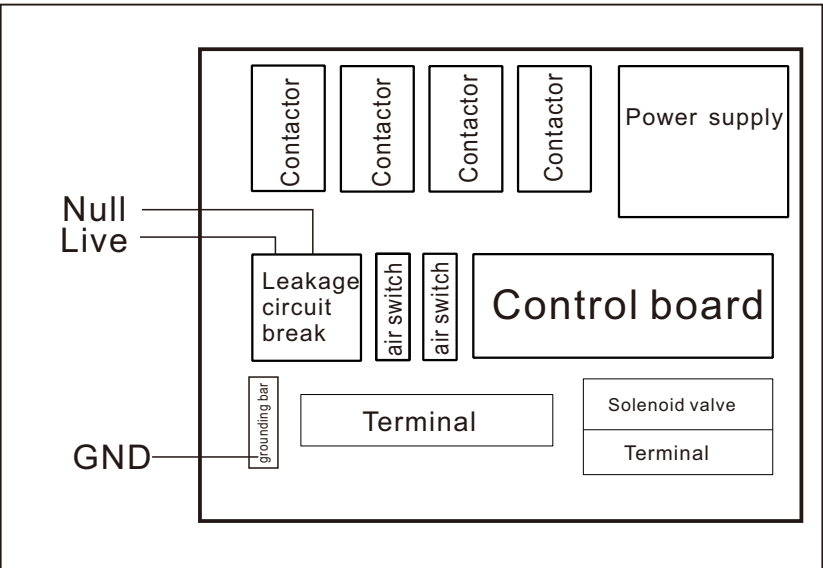 Contactor
Contactor
Contactor
Contactor
Power supply
Null
Live
Leakage
circuit
break
air switch
air switch
Control board
grounding bar
Terminal
Solenoid valve
Terminal
GND